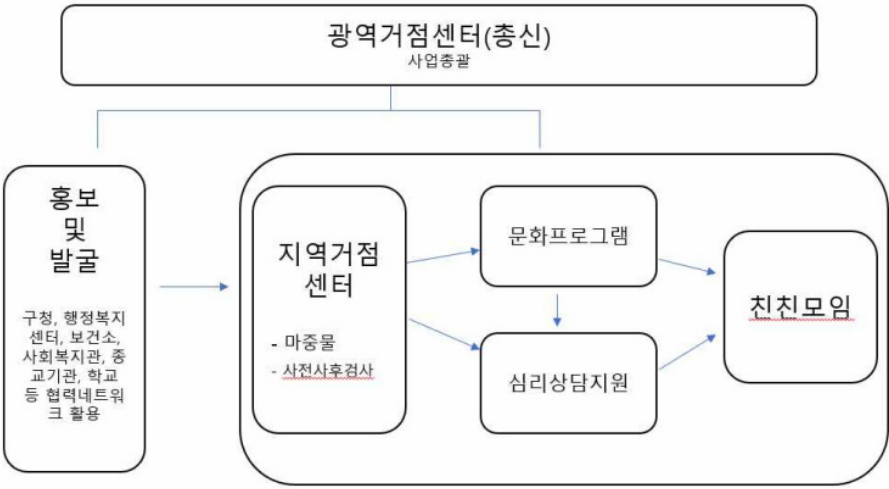 광역거점센터(총신)
사업총괄
홍보
및
발굴
구청, 행정복지
센터, 보건소,
사회복지관, 종
교기관, 학교
등 협력네트워
크 활용
지역거점
센터
- 마중물
- 사전사후검사
문화프로그램
심리상담지원
친친모임